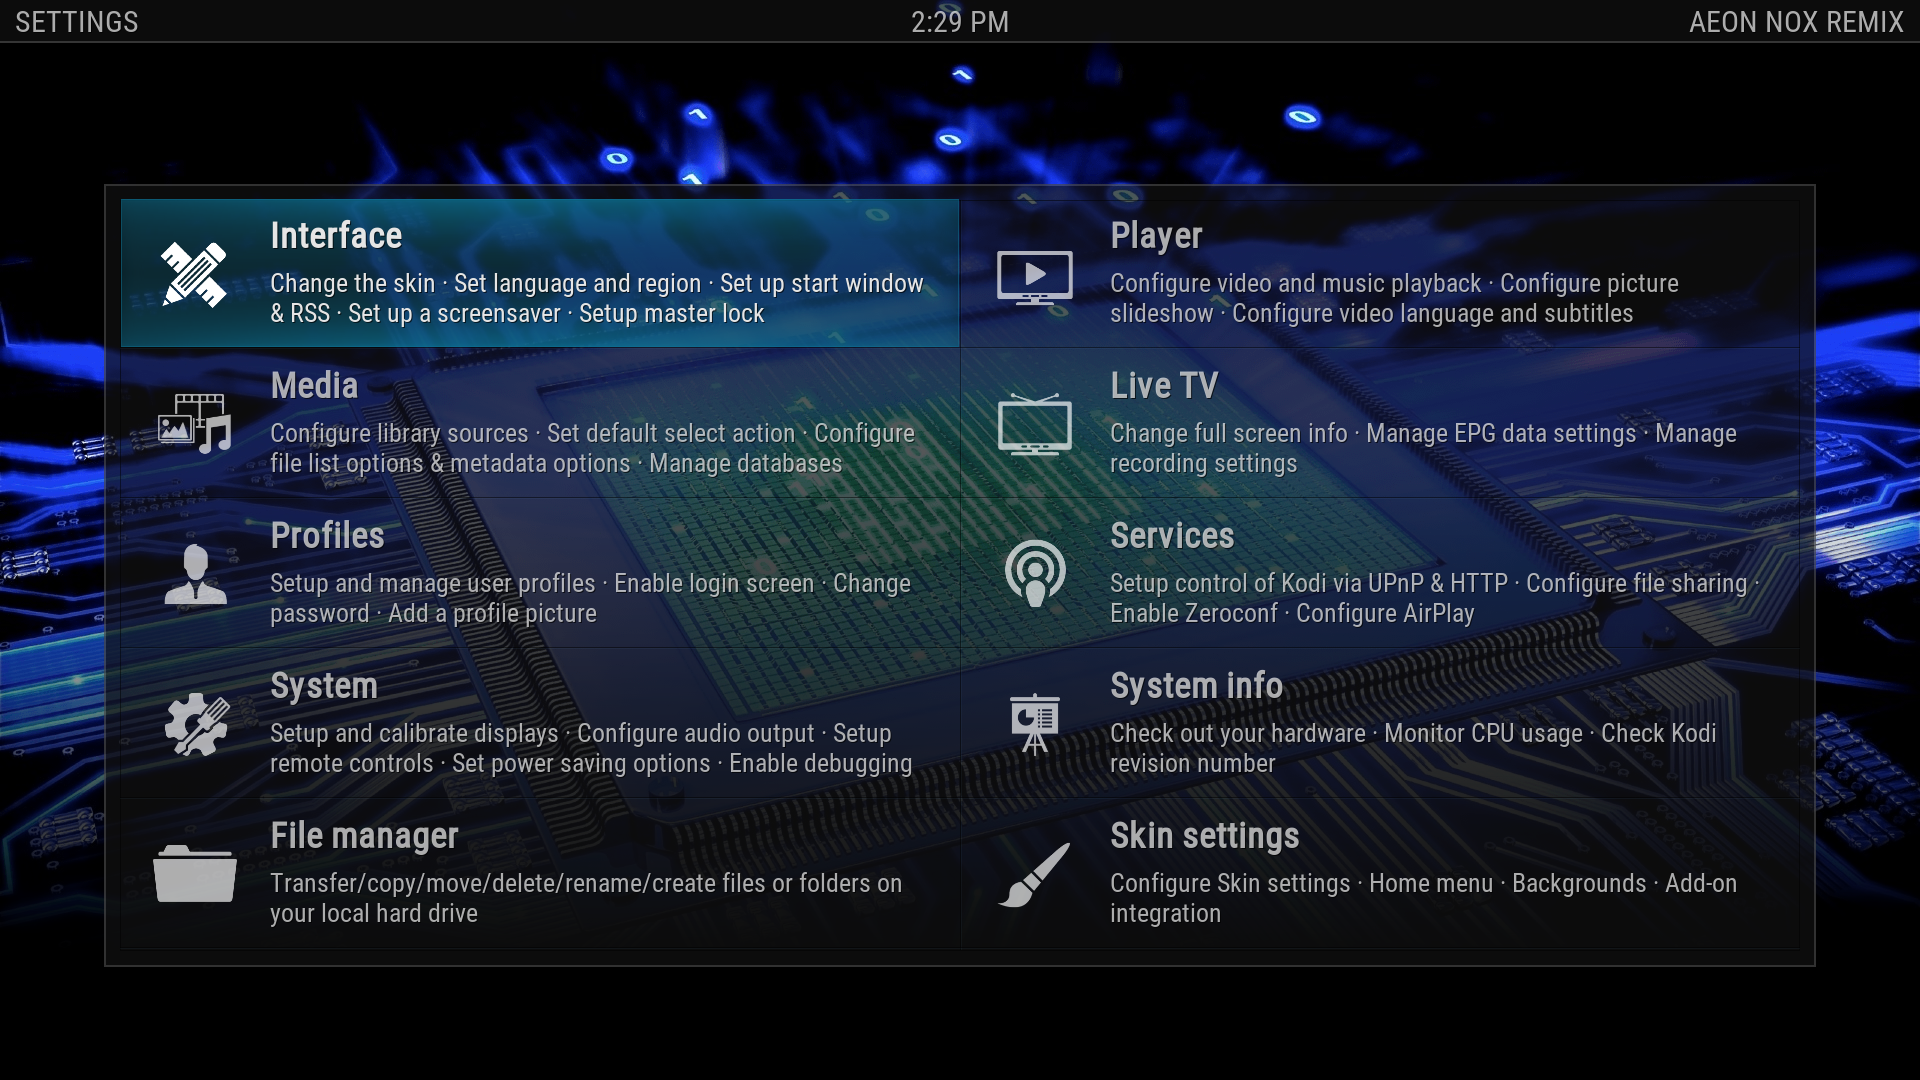 SETTINGS
2:29 PM
AEON NOX REMIX
Interface
Change the skin · Set language and region · Set up start window
& RSS · Set up a screensaver · Setup master lock
Player
Configure video and music playback · Configure picture
slideshow · Configure video language and subtitles
Media
Configure library sources · Set default select action · Configure
file list options & metadata options · Manage databases
Live TV
Change full screen info · Manage EPG data settings · Manage
recording settings
Profiles
Setup and manage user profiles · Enable login screen · Change
password · Add a profile picture
Services
Setup control of Kodi via UPnP & HTTP · Configure file sharing ·
Enable Zeroconf · Configure AirPlay
System
Setup and calibrate displays · Configure audio output · Setup
remote controls · Set power saving options · Enable debugging
System info
Check out your hardware · Monitor CPU usage · Check Kodi
revision number
File manager
Transfer/copy/move/delete/rename/create files or folders on
your local hard drive
Skin settings
Configure Skin settings · Home menu · Backgrounds · Add-on
integration